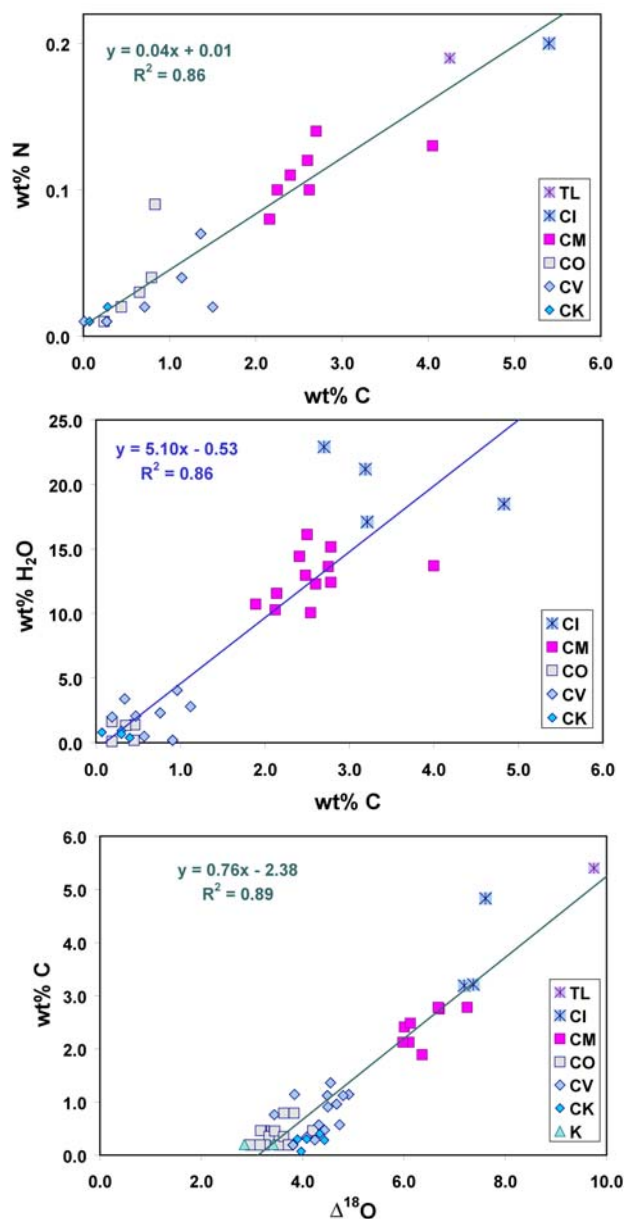 y = 0.04x + 0.01
R² = 0.86
0.2
0.1
0.0
wt% N
0.0 1.0 2.0 3.0 4.0 5.0 6.0
wt% C
TL
CI
CM
CO
CV
CK
y = 5.10x - 0.53
R² = 0.86
25.0
20.0
15.0
10.0
5.0
0.0
wt% H₂O
0.0 1.0 2.0 3.0 4.0 5.0 6.0
wt% C
CI
CM
CO
CV
CK
y = 0.76x - 2.38
R² = 0.89
6.0
5.0
4.0
3.0
2.0
1.0
0.0
wt% C
0.0 2.0 4.0 6.0 8.0 10.0
Δ¹⁸O
TL
CI
CM
CO
CV
CK
K